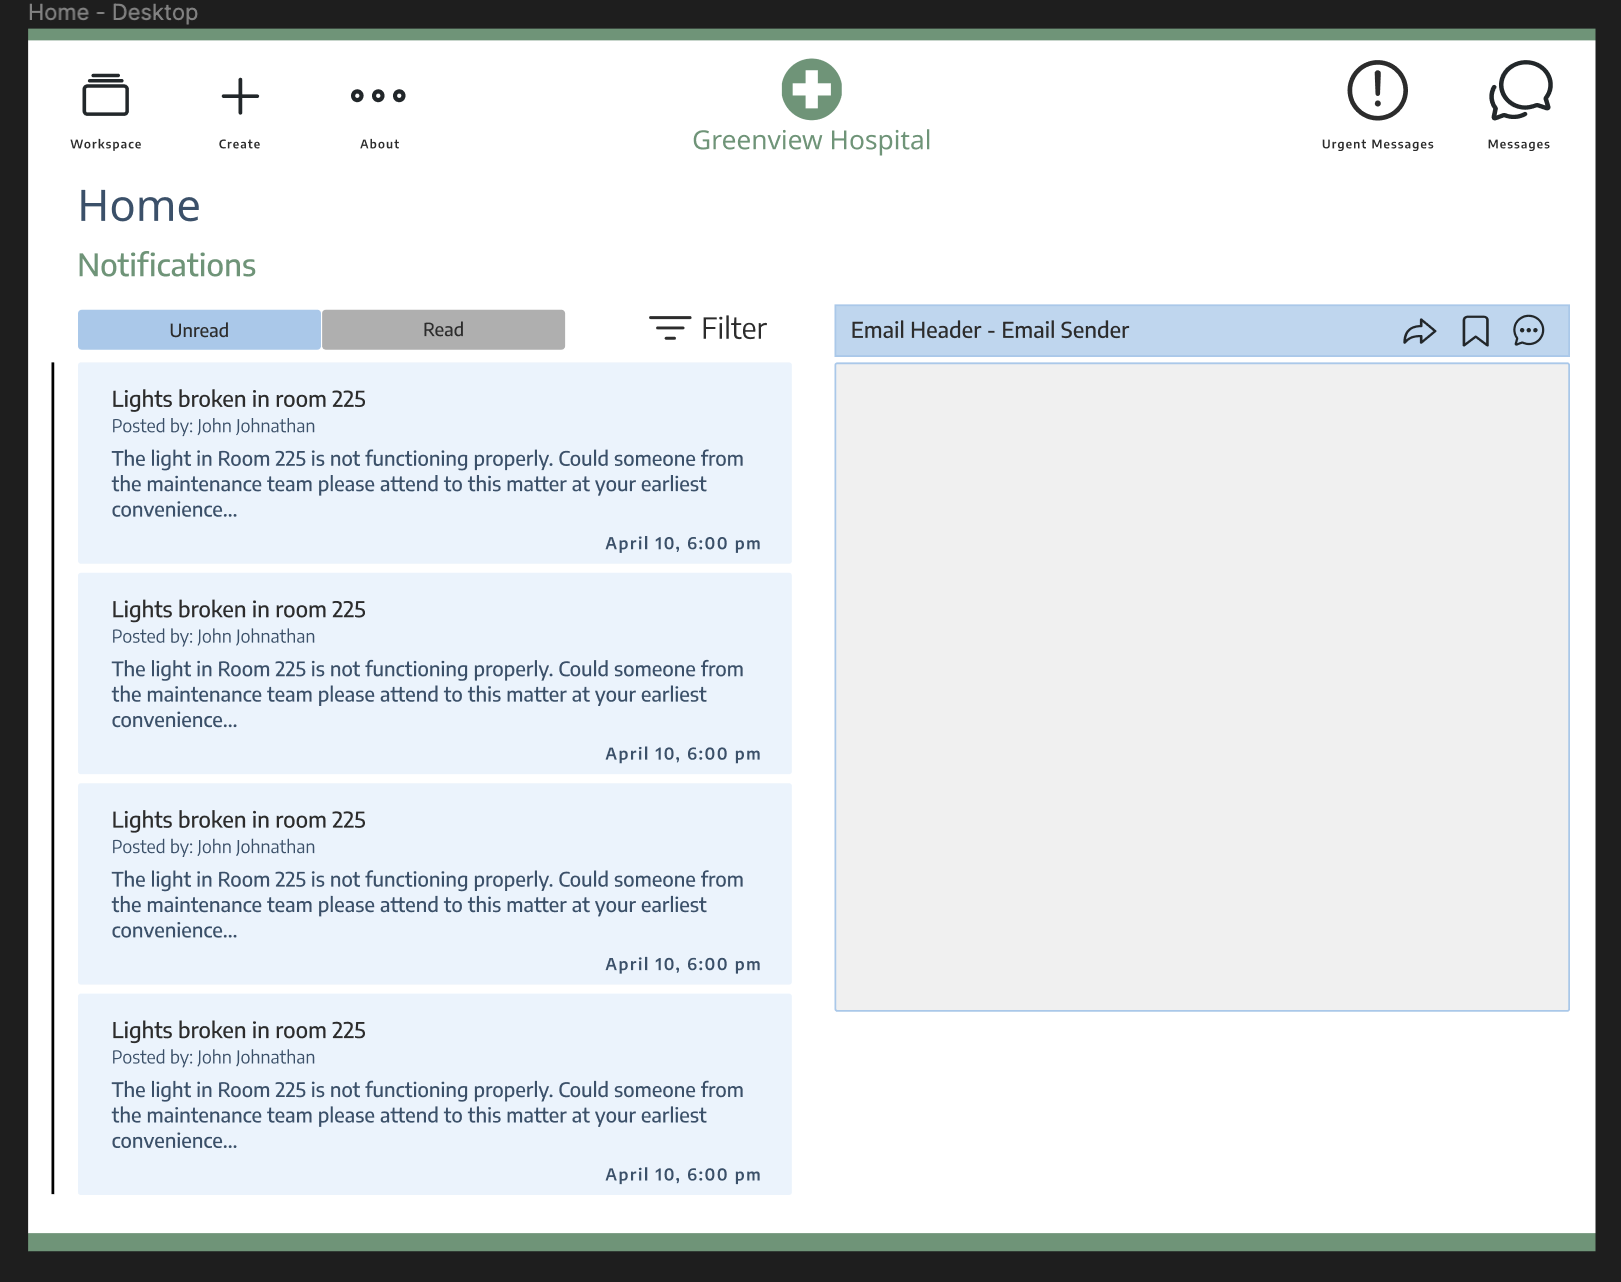 Home - Desktop
Workspace
Create
About
Greenview Hospital
Urgent Messages
Messages
Home
Notifications
Unread
Read
Filter
Lights broken in room 225
Posted by: John Johnathan
The light in Room 225 is not functioning properly. Could someone from
the maintenance team please attend to this matter at your earliest
convenience...
April 10, 6:00 pm
Lights broken in room 225
Posted by: John Johnathan
The light in Room 225 is not functioning properly. Could someone from
the maintenance team please attend to this matter at your earliest
convenience...
April 10, 6:00 pm
Lights broken in room 225
Posted by: John Johnathan
The light in Room 225 is not functioning properly. Could someone from
the maintenance team please attend to this matter at your earliest
convenience...
April 10, 6:00 pm
Lights broken in room 225
Posted by: John Johnathan
The light in Room 225 is not functioning properly. Could someone from
the maintenance team please attend to this matter at your earliest
convenience...
April 10, 6:00 pm
Email Header - Email Sender